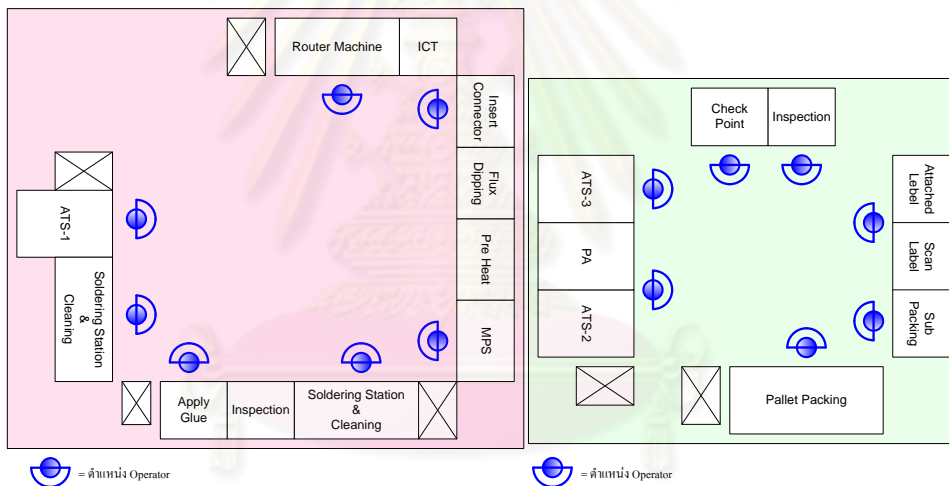 Router Machine
ICT
Insert
Connector
Flux
Dipping
Pre Heat
MPS
ATS-1
Soldering Station
&
Cleaning
Apply
Glue
Inspection
Soldering Station
&
Cleaning
= ตำแหน่ง Operator
Check
Point
Inspection
ATS-3
PA
ATS-2
Attached
Lebel
Scan
Label
Sub
Packing
Pallet Packing
= ตำแหน่ง Operator